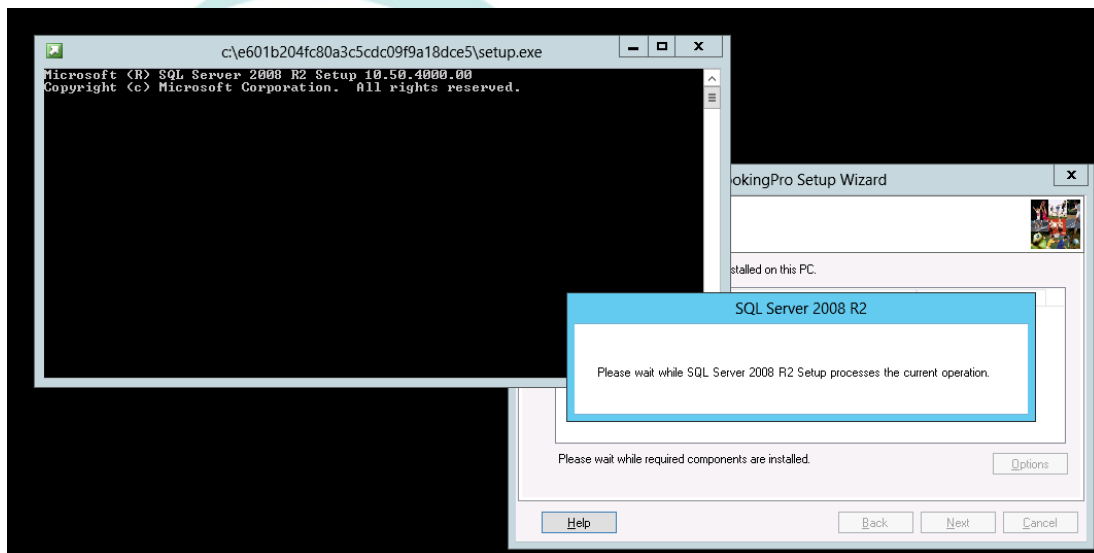 c:\e601b204fc80a3c5cdc09f9a18dce5\setup.exe
Microsoft (R) SQL Server 2008 R2 Setup 10.50.4000.00
Copyright (c) Microsoft Corporation.  All rights reserved.
okingPro Setup Wizard
stalled on this PC.
SQL Server 2008 R2
Please wait while SQL Server 2008 R2 Setup processes the current operation.
Please wait while required components are installed.
Options
Help
Back
Next
Cancel